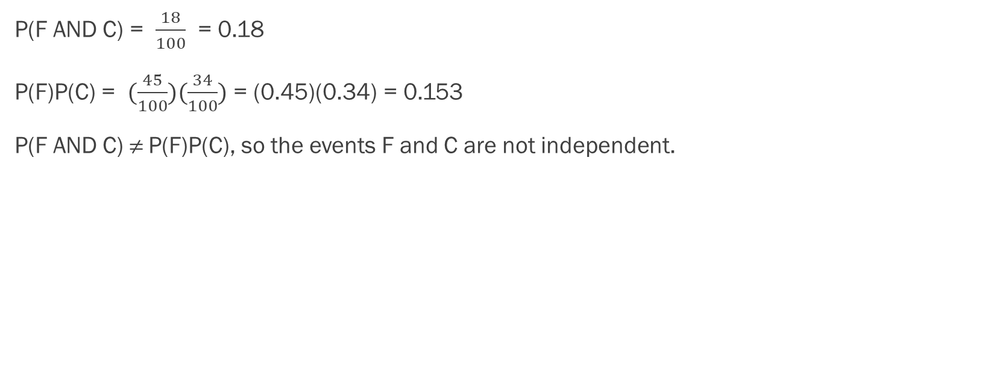 P(F AND C) = 18/100 = 0.18
P(F)P(C) = (45/100)(34/100) = (0.45)(0.34) = 0.153
P(F AND C) ≠ P(F)P(C), so the events F and C are not independent.